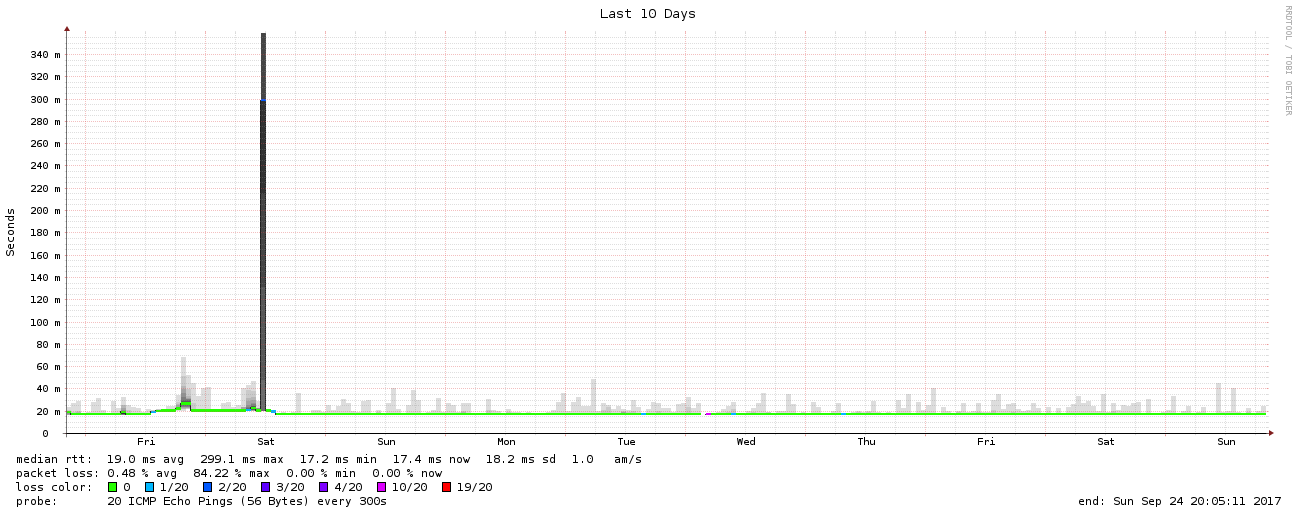 Last 10 Days
RRDTOOL / TOBI OETIKER
Seconds
340 m
320 m
300 m
280 m
260 m
240 m
220 m
200 m
180 m
160 m
140 m
120 m
100 m
80 m
60 m
40 m
20 m
0
Fri Sat Sun Mon Tue Wed Thu Fri Sat Sun
median rtt: 19.0 ms avg 299.1 ms max 17.2 ms min 17.4 ms now 18.2 ms sd 1.0 am/s
packet loss: 0.48 % avg 84.22 % max 0.00 % min 0.00 % now
loss color: 0 1/20 2/20 3/20 4/20 10/20 19/20
probe: 20 ICMP Echo Pings (56 Bytes) every 300s end: Sun Sep 24 20:05:11 2017